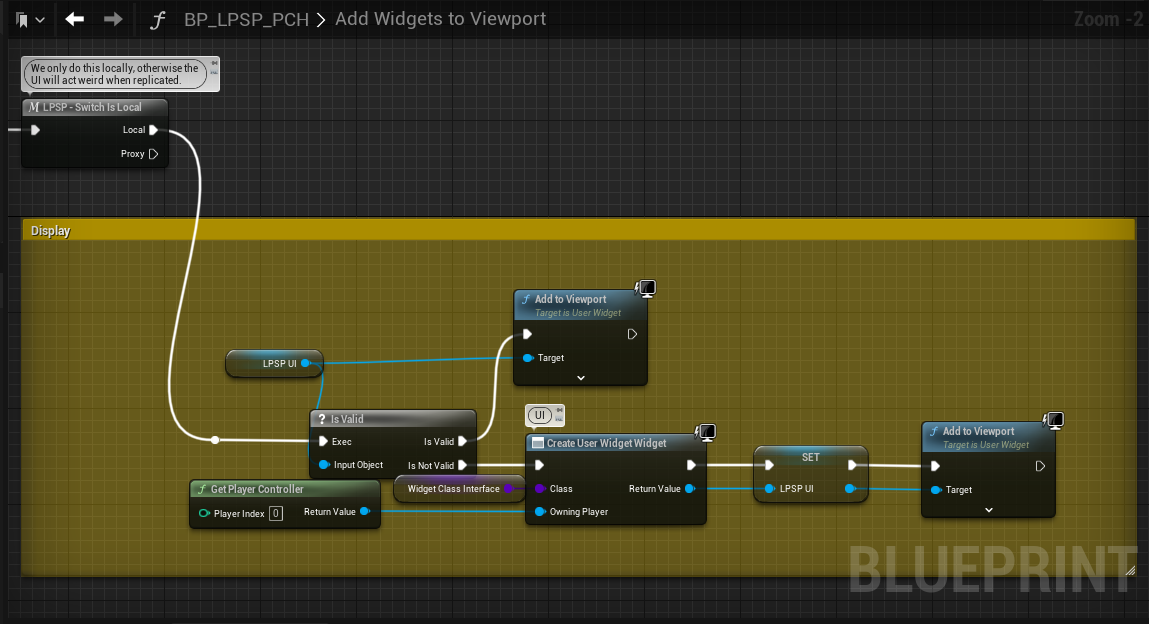 f BP_LPSP_PCH > Add Widgets to Viewport
Zoom -2
We only do this locally, otherwise the
UI will act weird when replicated.
M LPSP - Switch Is Local
Local
Proxy
Display
f Add to Viewport
Target is User Widget
Target
LPSP UI
? Is Valid
Exec
Is Valid
Input Object
Is Not Valid
f Get Player Controller
Player Index 0
Return Value
Widget Class Interface
UI
Create User Widget Widget
Class
Return Value
Owning Player
SET
LPSP UI
f Add to Viewport
Target is User Widget
Target
BLUEPRINT